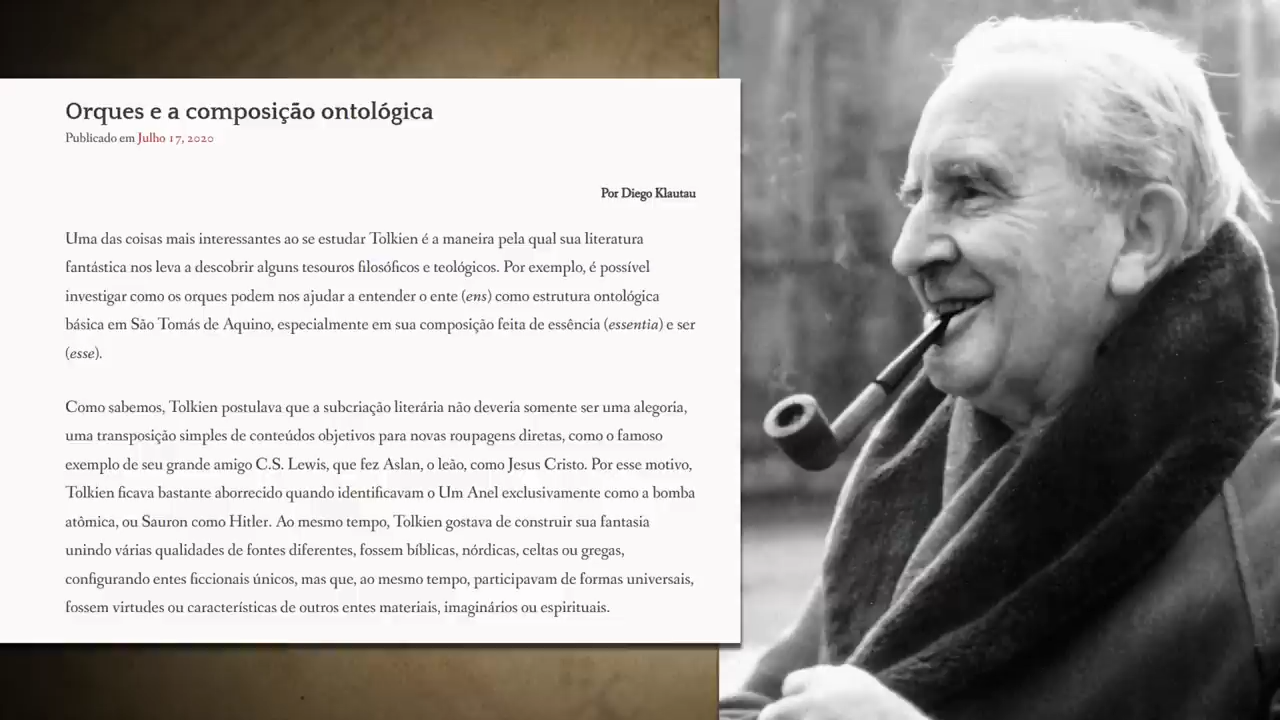 Orques e a composição ontológica
Publicado em Julho 17, 2020
Por Diego Klautau
Uma das coisas mais interessantes ao se estudar Tolkien é a maneira pela qual sua literatura
fantástica nos leva a descobrir alguns tesouros filosóficos e teológicos. Por exemplo, é possível
investigar como os orques podem nos ajudar a entender o ente (ens) como estrutura ontológica
básica em São Tomás de Aquino, especialmente em sua composição feita de essência (essentia) e ser
(esse).
Como sabemos, Tolkien postulava que a subcriação literária não deveria somente ser uma alegoria,
uma transposição simples de conteúdos objetivos para novas roupagens diretas, como o famoso
exemplo de seu grande amigo C.S. Lewis, que fez Aslan, o leão, como Jesus Cristo. Por esse motivo,
Tolkien ficava bastante aborrecido quando identificavam o Um Anel exclusivamente como a bomba
atômica, ou Sauron como Hitler. Ao mesmo tempo, Tolkien gostava de construir sua fantasia
unindo várias qualidades de fontes diferentes, fossem bíblicas, nórdicas, celtas ou gregas,
configurando entes ficcionais únicos, mas que, ao mesmo tempo, participavam de formas universais,
fossem virtudes ou características de outros entes materiais, imaginários ou espirituais.